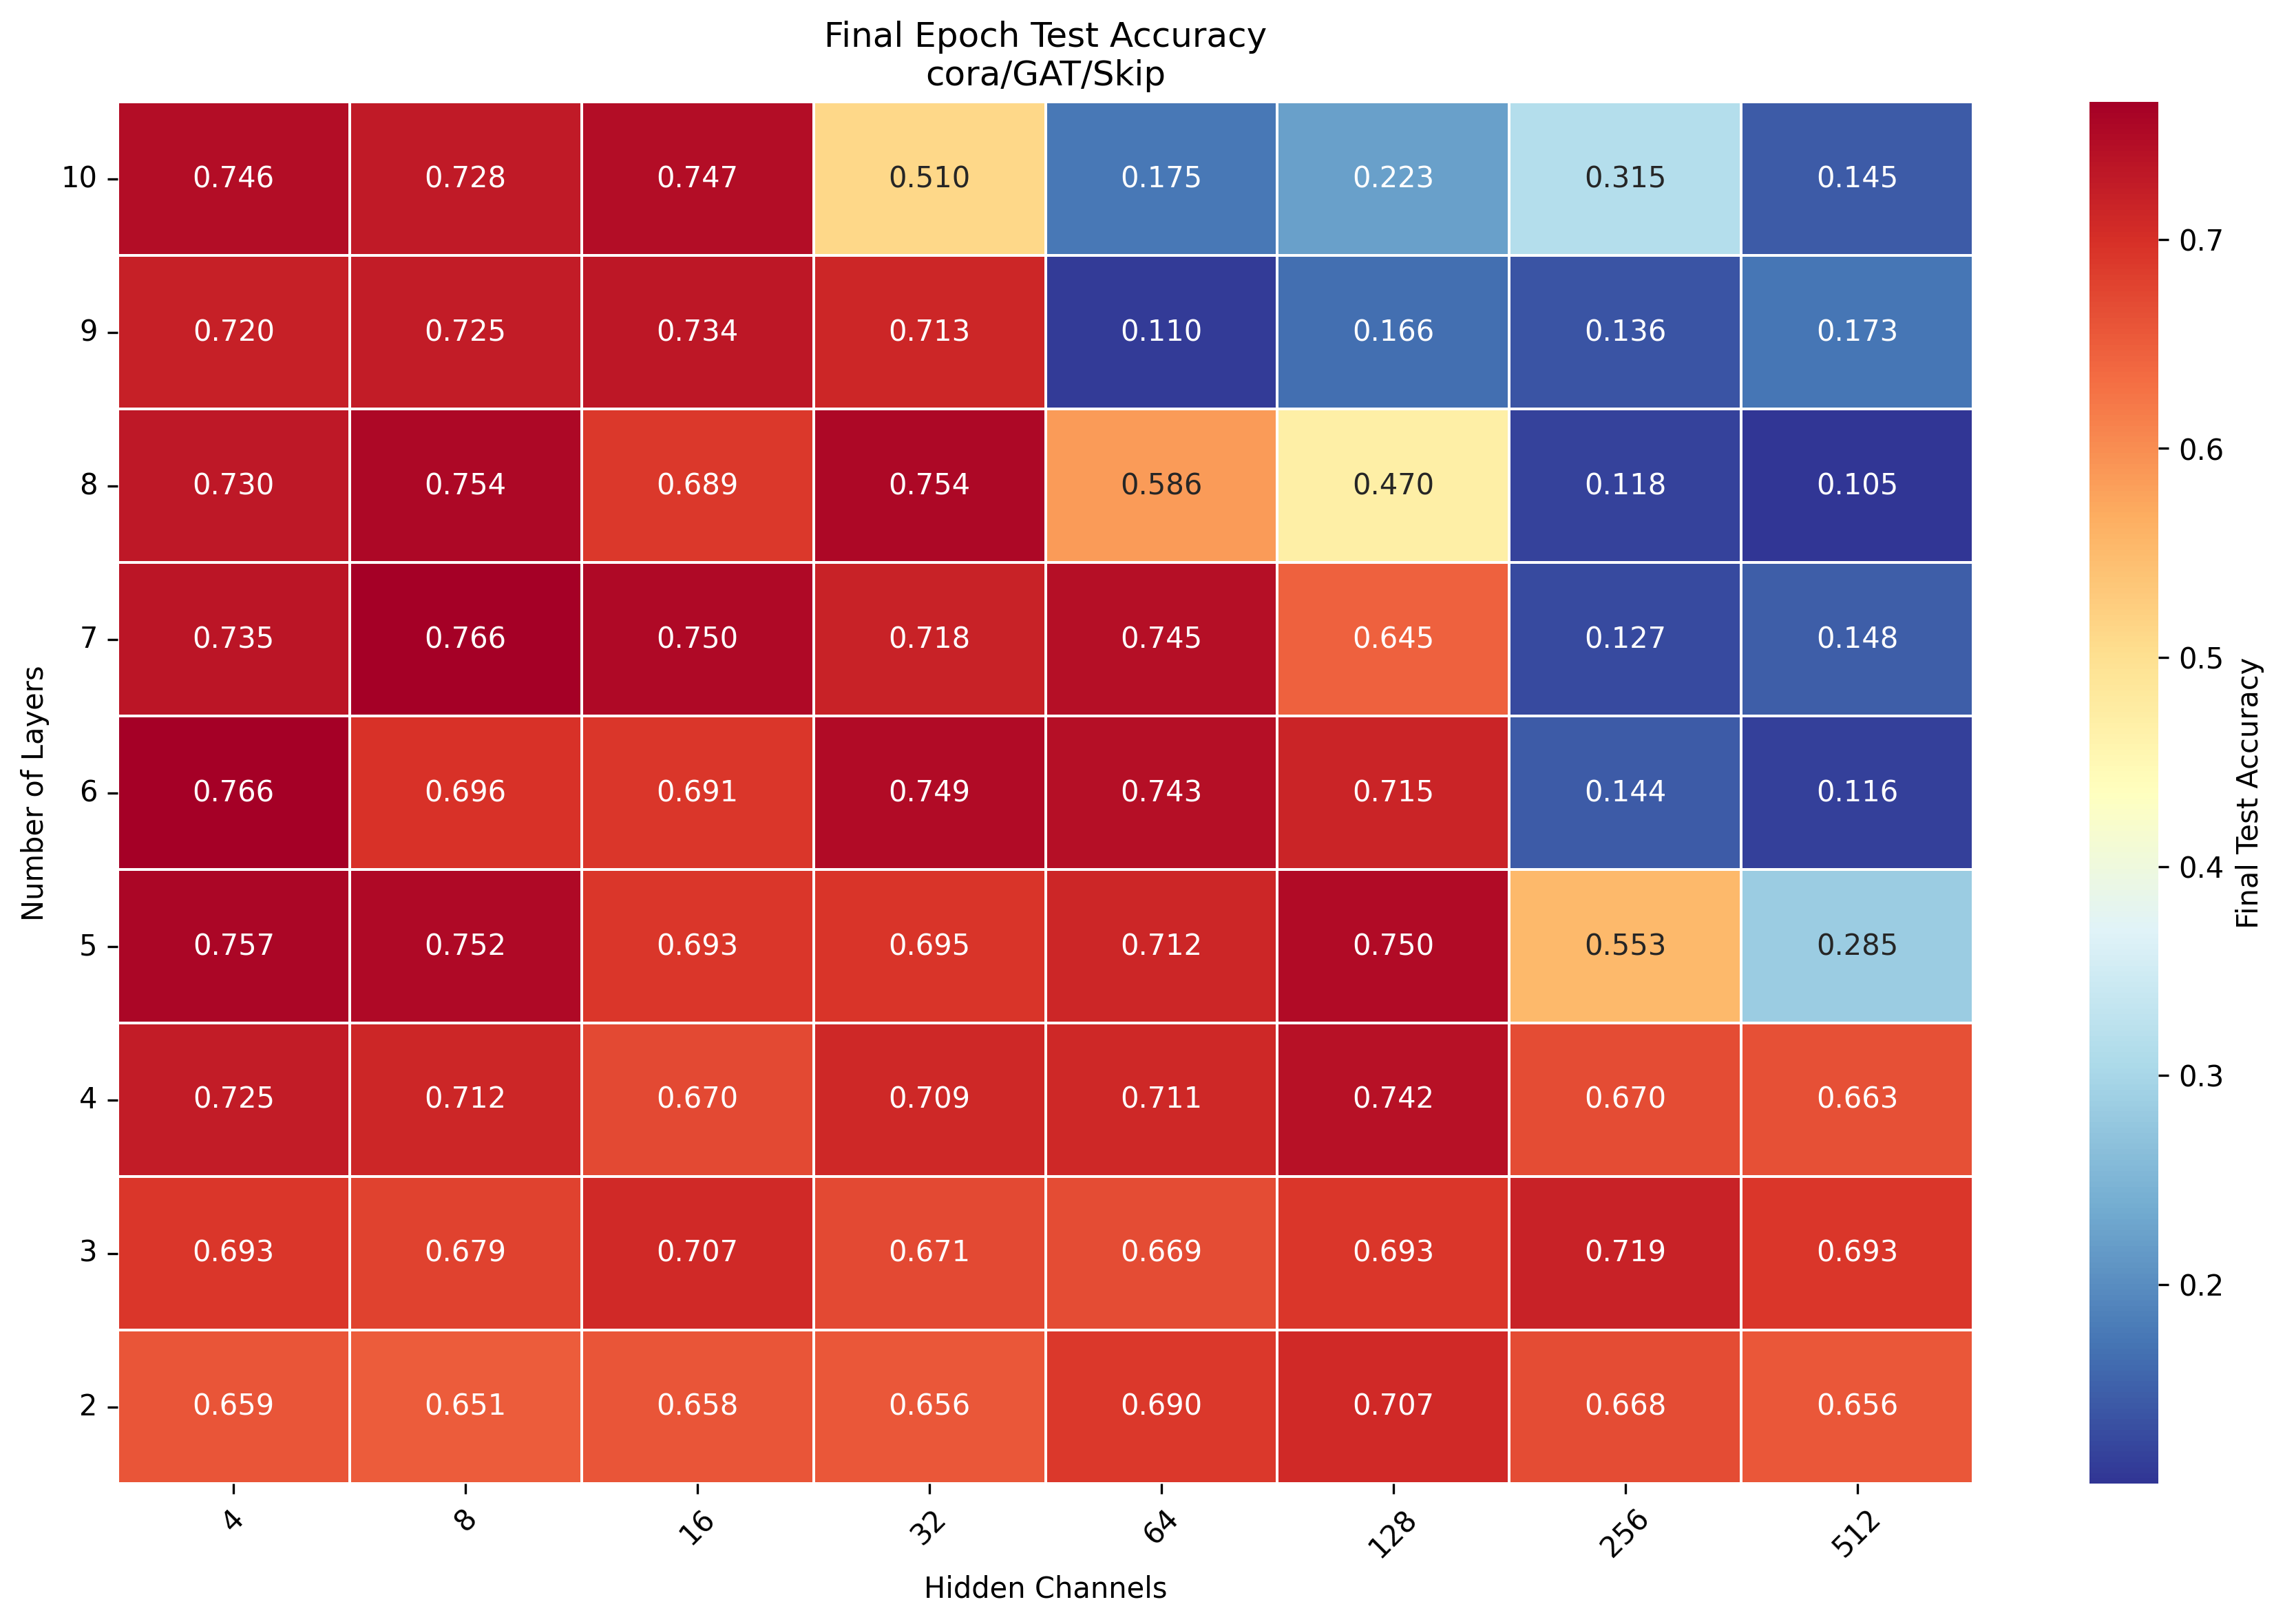 Final Epoch Test Accuracy
cora/GAT/Skip
Number of Layers
10 0.746 0.728 0.747 0.510 0.175 0.223 0.315 0.145
9 0.720 0.725 0.734 0.713 0.110 0.166 0.136 0.173
8 0.730 0.754 0.689 0.754 0.586 0.470 0.118 0.105
7 0.735 0.766 0.750 0.718 0.745 0.645 0.127 0.148
6 0.766 0.696 0.691 0.749 0.743 0.715 0.144 0.116
5 0.757 0.752 0.693 0.695 0.712 0.750 0.553 0.285
4 0.725 0.712 0.670 0.709 0.711 0.742 0.670 0.663
3 0.693 0.679 0.707 0.671 0.669 0.693 0.719 0.693
2 0.659 0.651 0.658 0.656 0.690 0.707 0.668 0.656
4 8 16 32 64 128 256 512
Hidden Channels
0.7
0.6
0.5
0.4
0.3
0.2
Final Test Accuracy